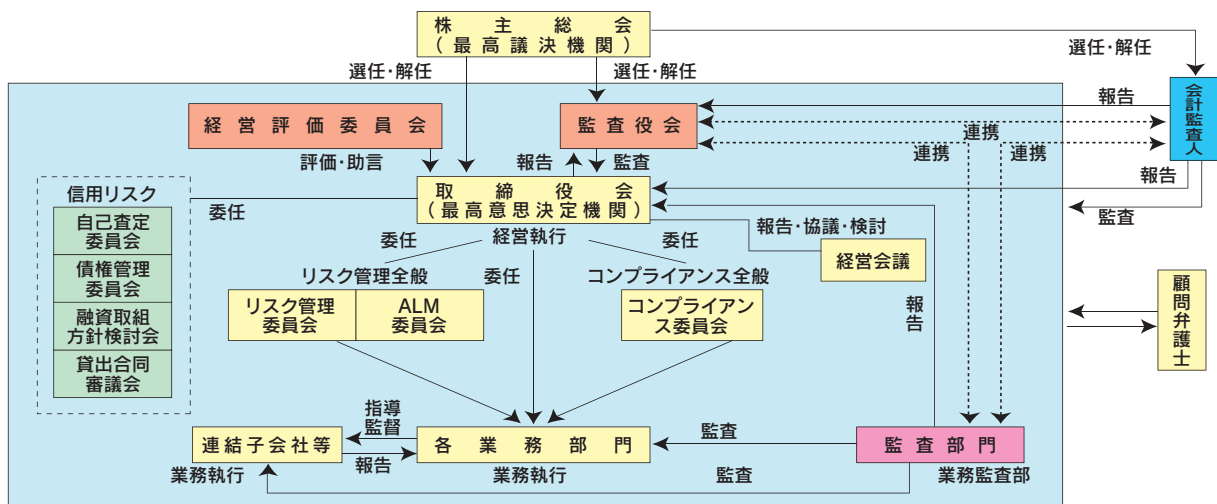 株主総会
（最高議決機関）
選任・解任
選任・解任
選任・解任
経営評価委員会
監査役会
報告
会計監査人
連携
連携
連携
評価・助言
報告
監査
報告
監査
信用リスク
自己査定
委員会
債権管理
委員会
融資取組
方針検討会
貸出合同
審議会
委任
取締役会
（最高意思決定機関）
経営執行
報告・協議・検討
経営会議
委任
委任
委任
リスク管理全般
コンプライアンス全般
リスク管理
委員会
ALM
委員会
コンプライアン
ス委員会
報告
顧問弁護士
指導
監督
連結子会社等
各業務部門
監査
監査部門
業務執行
報告
業務執行
監査
業務監査部